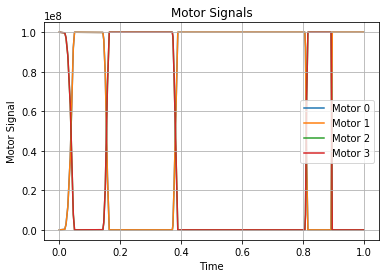 Motor Signals
1e8
1.0
0.8
0.6
0.4
0.2
0.0
Motor Signal
Motor 0
Motor 1
Motor 2
Motor 3
0.0 0.2 0.4 0.6 0.8 1.0
Time